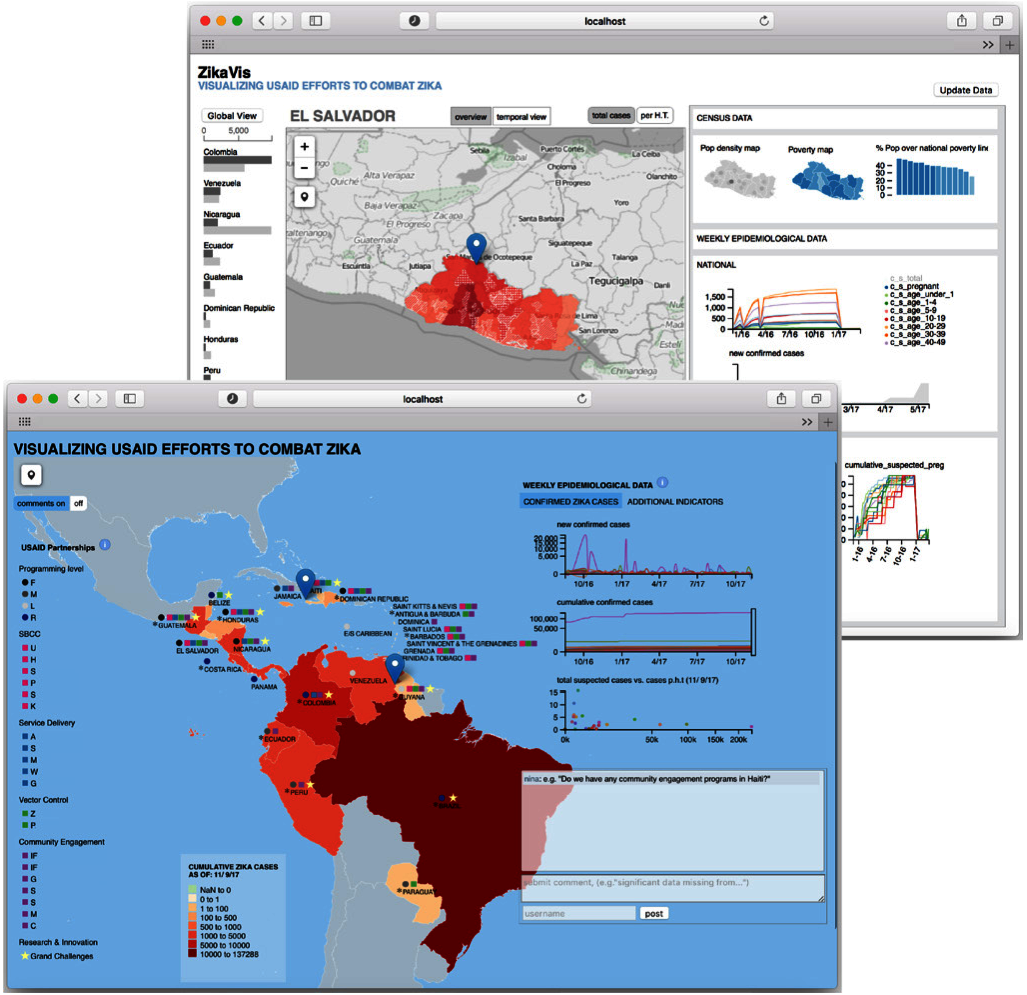 localhost
ZikaVis
VISUALIZING USAID EFFORTS TO COMBAT ZIKA
Update Data
Global View
0 5,000
Colombia
Venezuela
Nicaragua
Ecuador
Guatemala
Dominican Republic
Honduras
Peru
EL SALVADOR
overview temporal view
total cases per H.T.
+
−
Sebila
Izabal
Puerto Cortés
La Ceiba
Choloma
El Progreso
Olanchito
Quiché
Alta Verapaz
Yoro
Baja Verapaz
Zacapa
Santa Barbara
El Progreso
Guatemala
Siguatepeque
de Ocotepeque
Escuintla
Jutiapa
La Paz
Talanga
Tegucigalpa
Danli
Rosa de Lima
San Lorenzo
Esteli
Chinandega
CENSUS DATA
Pop density map
Poverty map
% Pop over national poverty line
40
30
20
10
0
WEEKLY EPIDEMIOLOGICAL DATA
NATIONAL
1,500
1,000
500
0
1/16 4/16 7/16 10/16 1/17
c_s_total
c_s_pregnant
c_s_age_under_1
c_s_age_1-4
c_s_age_5-9
c_s_age_10-19
c_s_age_20-29
c_s_age_30-39
c_s_age_40-49
new confirmed cases
3/17 4/17 5/17
cumulative_suspected_preg
1-16 4-16 7-16 10-16 1-17
localhost
VISUALIZING USAID EFFORTS TO COMBAT ZIKA
comments on off
USAID Partnerships
Programming level
F
M
L
R
SBCC
U
H
S
P
S
K
Service Delivery
A
S
M
W
G
Vector Control
Z
P
Community Engagement
IF
IF
G
S
S
M
C
Research & Innovation
Grand Challenges
BELIZE
JAMAICA
*DOMINICAN REPUBLIC
*GUATEMALA
*HONDURAS
SAINT KITTS & NEVIS
*ANTIGUA & BARBUDA
DOMINICA
SAINT LUCIA
*BARBADOS
SAINT VINCENT & THE GRENADINES
GRENADA
TRINIDAD & TOBAGO
E/S CARIBBEAN
EL SALVADOR
NICARAGUA
*COSTA RICA
PANAMA
VENEZUELA
*COLOMBIA
*ECUADOR
*PERU
*PARAGUAY
CUMULATIVE ZIKA CASES
AS OF: 11/ 9/17
NaN to 0
0 to 1
1 to 100
100 to 500
500 to 1000
1000 to 5000
5000 to 10000
10000 to 137288
WEEKLY EPIDEMIOLOGICAL DATA
CONFIRMED ZIKA CASES ADDITIONAL INDICATORS
new confirmed cases
20,000
15,000
10,000
5,000
0
10/16 1/17 4/17 7/17 10/17
cumulative confirmed cases
100,000
50,000
10/16 1/17 4/17 7/17 10/17
total suspected cases vs. cases p.h.t (11/ 9/17)
15
10
5
0
0k 50k 100k 150k 200k
nina: e.g. "Do we have any community engagement programs in Haiti?"
submit comment, (e.g."significant data missing from...")
username
post